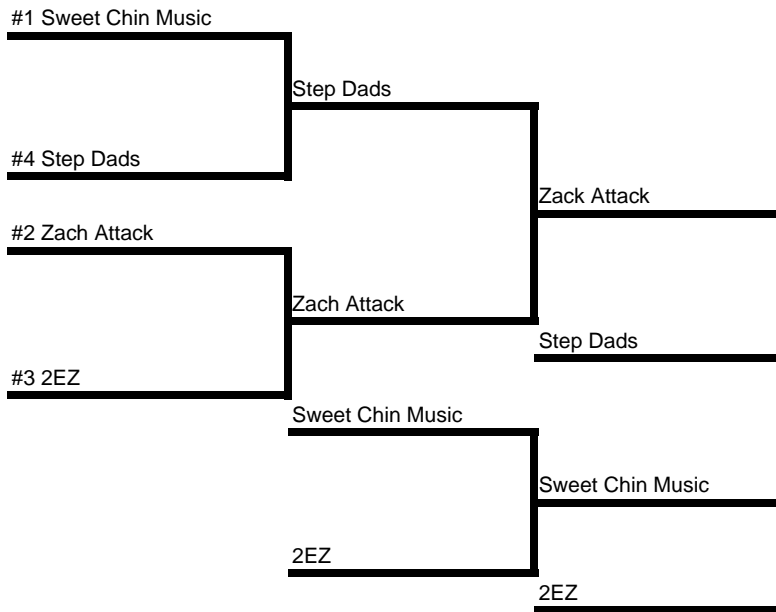 #1 Sweet Chin Music
Step Dads
#4 Step Dads
Zack Attack
#2 Zach Attack
Zach Attack
Step Dads
#3 2EZ
Sweet Chin Music
Sweet Chin Music
2EZ
2EZ